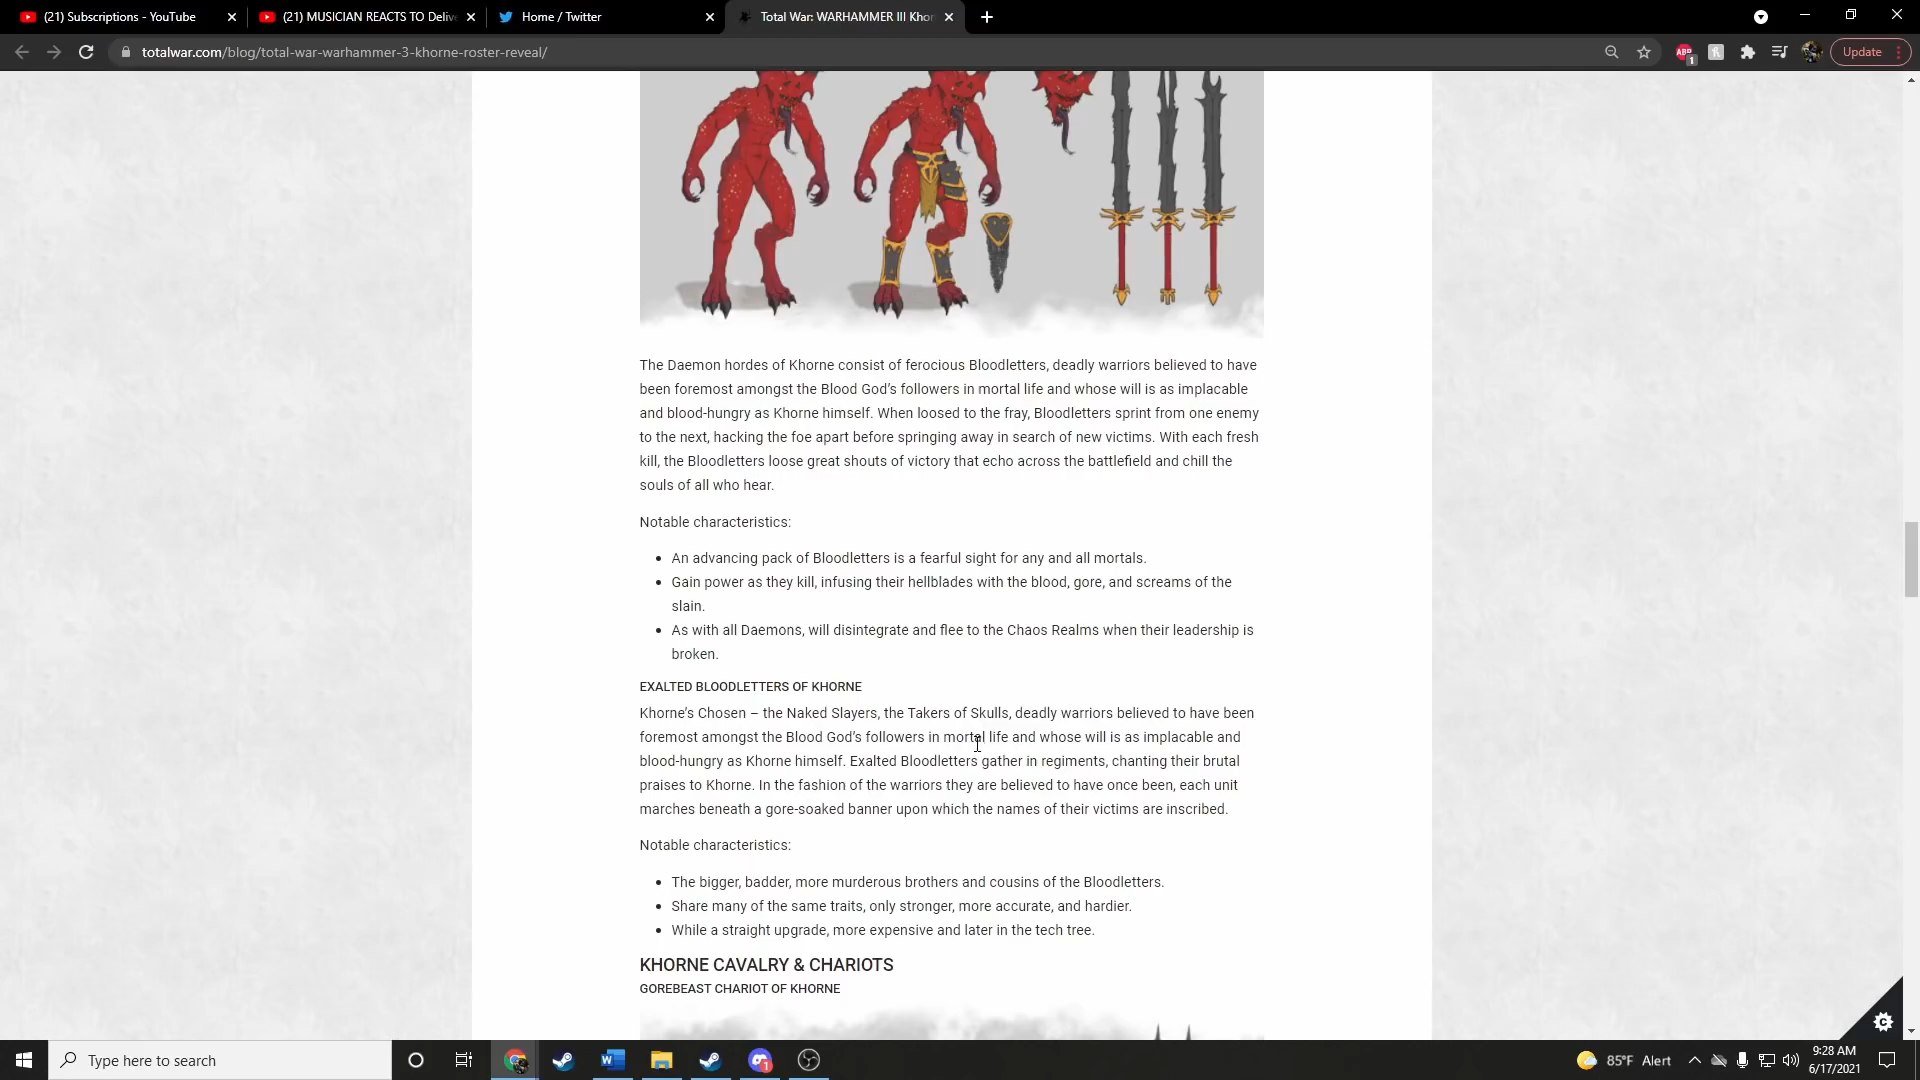 (21) Subscriptions - YouTube
(21) MUSICIAN REACTS TO Delive
Home / Twitter
Total War: WARHAMMER III Khor
totalwar.com/blog/total-war-warhammer-3-khorne-roster-reveal/
ABP
1
Update
The Daemon hordes of Khorne consist of ferocious Bloodletters, deadly warriors believed to have
been foremost amongst the Blood God's followers in mortal life and whose will is as implacable
and blood-hungry as Khorne himself. When loosed to the fray, Bloodletters sprint from one enemy
to the next, hacking the foe apart before springing away in search of new victims. With each fresh
kill, the Bloodletters loose great shouts of victory that echo across the battlefield and chill the
souls of all who hear.
Notable characteristics:
An advancing pack of Bloodletters is a fearful sight for any and all mortals.
Gain power as they kill, infusing their hellblades with the blood, gore, and screams of the
slain.
As with all Daemons, will disintegrate and flee to the Chaos Realms when their leadership is
broken.
EXALTED BLOODLETTERS OF KHORNE
Khorne's Chosen – the Naked Slayers, the Takers of Skulls, deadly warriors believed to have been
foremost amongst the Blood God's followers in mortal life and whose will is as implacable and
blood-hungry as Khorne himself. Exalted Bloodletters gather in regiments, chanting their brutal
praises to Khorne. In the fashion of the warriors they are believed to have once been, each unit
marches beneath a gore-soaked banner upon which the names of their victims are inscribed.
Notable characteristics:
The bigger, badder, more murderous brothers and cousins of the Bloodletters.
Share many of the same traits, only stronger, more accurate, and hardier.
While a straight upgrade, more expensive and later in the tech tree.
KHORNE CAVALRY & CHARIOTS
GOREBEAST CHARIOT OF KHORNE
Type here to search
85°F Alert
9:28 AM
6/17/2021